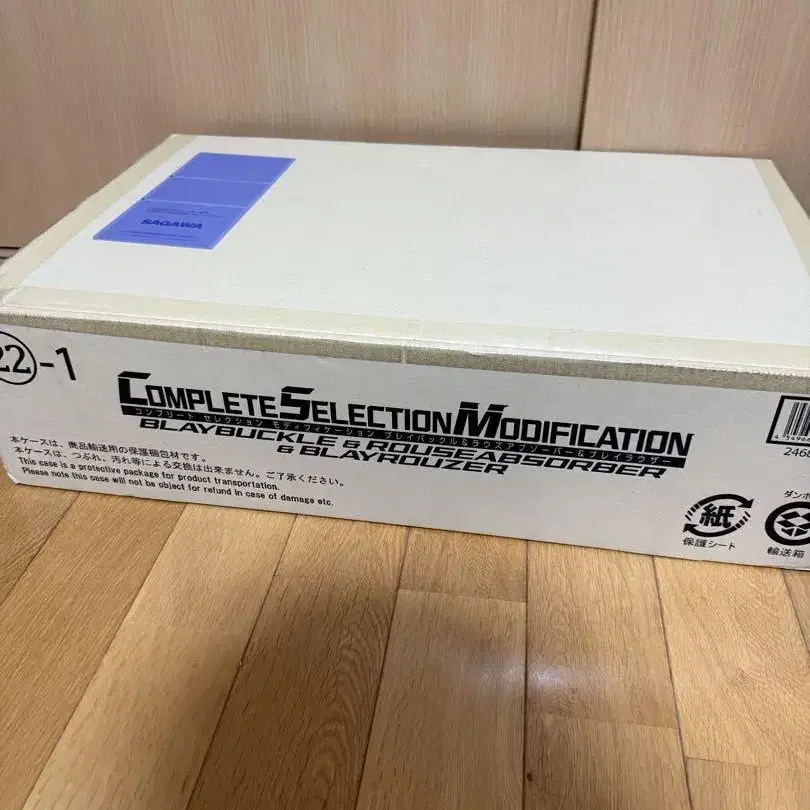 SAGAWA
22-1
COMPLETE SELECTION MODIFICATION
コンプリート セレクション モディフィケーション ブレイバックル＆ラウズアブソーバー＆ブレイラウザー
BLAYBUCKLE & ROUSEABSORBER
& BLAYROUZER
本ケースは、商品輸送用の保護梱包材です。
本ケースは、つぶれ、汚れ等による交換は出来ません。ご了承ください。
This case is a protective package for product transportation.
Please note this case will not be object for refund in case of damage etc.
紙
保護シート
輸送箱